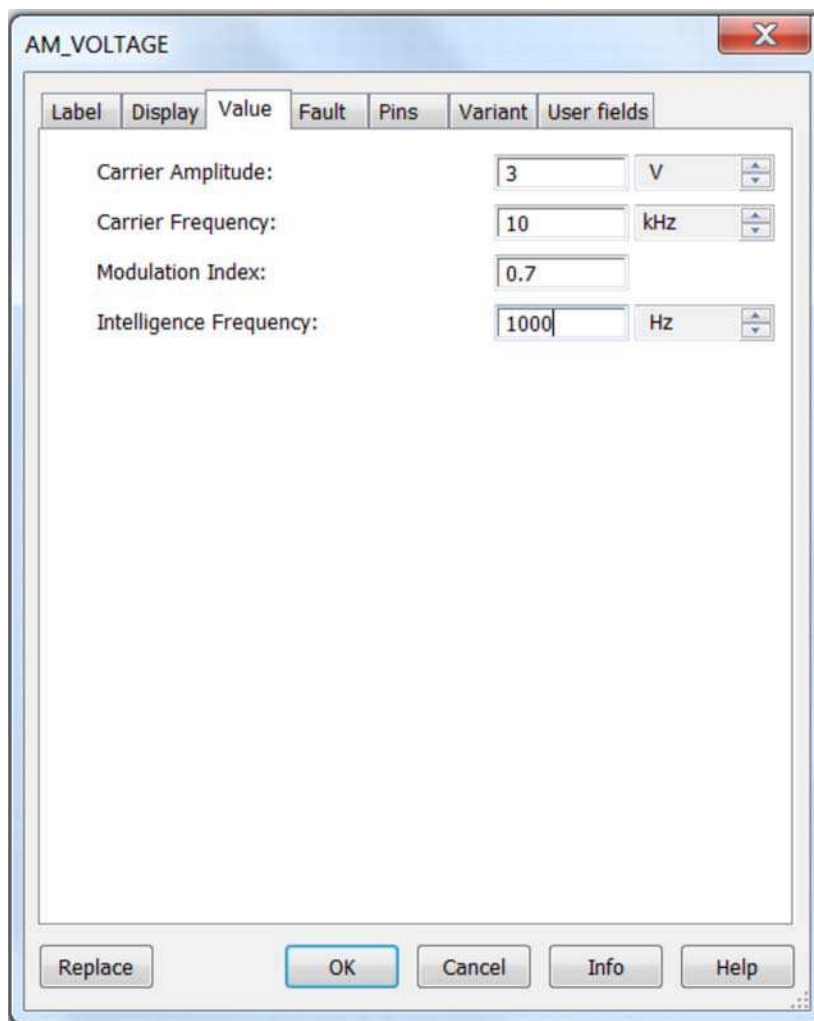 AM_VOLTAGE
Label Display Value Fault Pins Variant User fields
Carrier Amplitude: 3 V
Carrier Frequency: 10 kHz
Modulation Index: 0.7
Intelligence Frequency: 1000 Hz
Replace OK Cancel Info Help